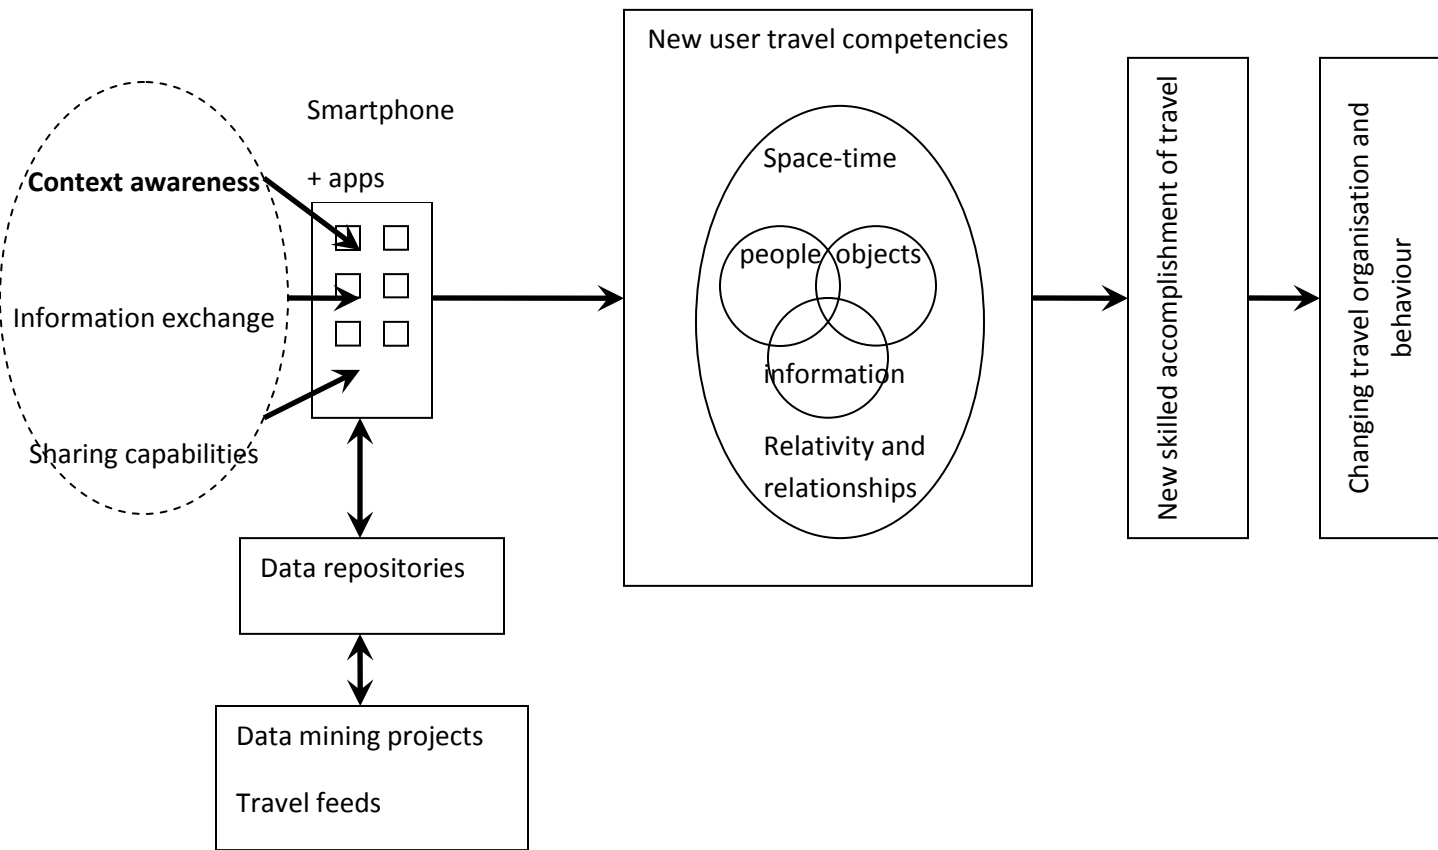 New user travel competencies
Smartphone
+ apps
Context awareness
Information exchange
Sharing capabilities
Space-time
people
objects
information
Relativity and
relationships
New skilled accomplishment of travel
Changing travel organisation and
behaviour
Data repositories
Data mining projects
Travel feeds